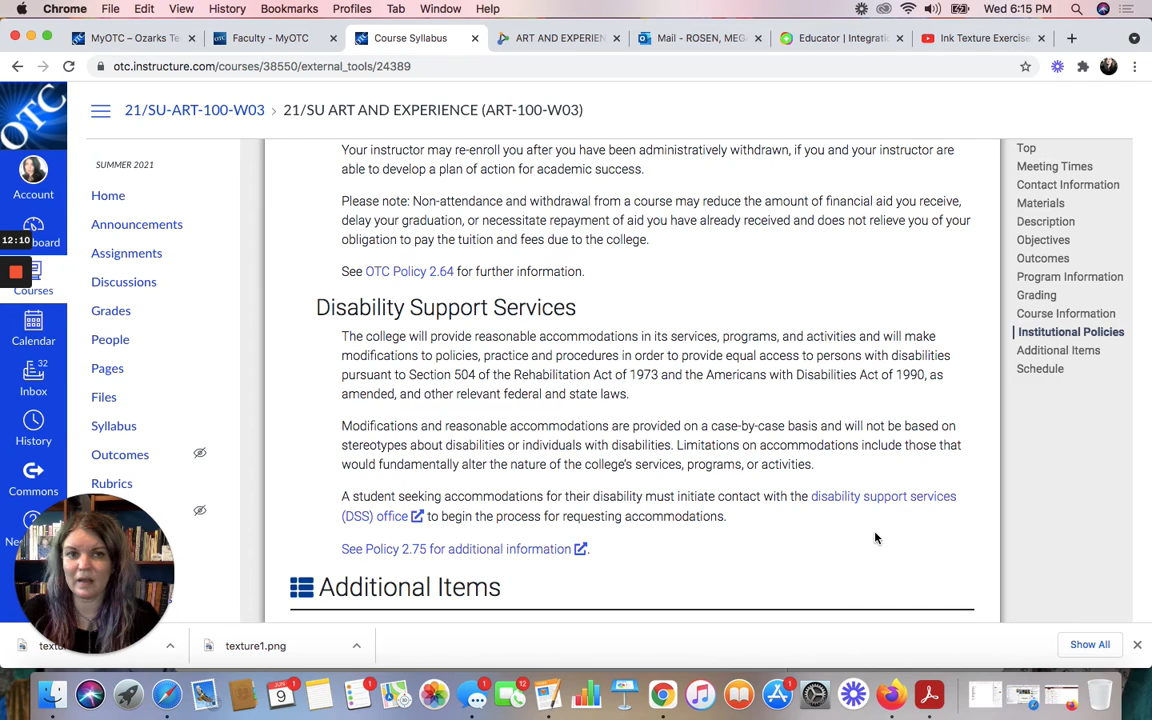 Chrome File Edit View History Bookmarks Profiles Tab Window Help Wed 6:15 PM
MyOTC – Ozarks Te Faculty - MyOTC Course Syllabus ART AND EXPERIEN Mail - ROSEN, MEG Educator | Integrati Ink Texture Exercise
otc.instructure.com/courses/38550/external_tools/24389
OTC
21/SU-ART-100-W03 › 21/SU ART AND EXPERIENCE (ART-100-W03)
Account
12:10
board
Courses
Calendar
32
Inbox
History
Commons
SUMMER 2021
Home
Announcements
Assignments
Discussions
Grades
People
Pages
Files
Syllabus
Outcomes
Rubrics
Your instructor may re-enroll you after you have been administratively withdrawn, if you and your instructor are
able to develop a plan of action for academic success.
Please note: Non-attendance and withdrawal from a course may reduce the amount of financial aid you receive,
delay your graduation, or necessitate repayment of aid you have already received and does not relieve you of your
obligation to pay the tuition and fees due to the college.
See OTC Policy 2.64 for further information.
Disability Support Services
The college will provide reasonable accommodations in its services, programs, and activities and will make
modifications to policies, practice and procedures in order to provide equal access to persons with disabilities
pursuant to Section 504 of the Rehabilitation Act of 1973 and the Americans with Disabilities Act of 1990, as
amended, and other relevant federal and state laws.
Modifications and reasonable accommodations are provided on a case-by-case basis and will not be based on
stereotypes about disabilities or individuals with disabilities. Limitations on accommodations include those that
would fundamentally alter the nature of the college's services, programs, or activities.
A student seeking accommodations for their disability must initiate contact with the disability support services
(DSS) office to begin the process for requesting accommodations.
See Policy 2.75 for additional information.
Additional Items
Top
Meeting Times
Contact Information
Materials
Description
Objectives
Outcomes
Program Information
Grading
Course Information
Institutional Policies
Additional Items
Schedule
textu texture1.png Show All
1 9 1 1 12 1